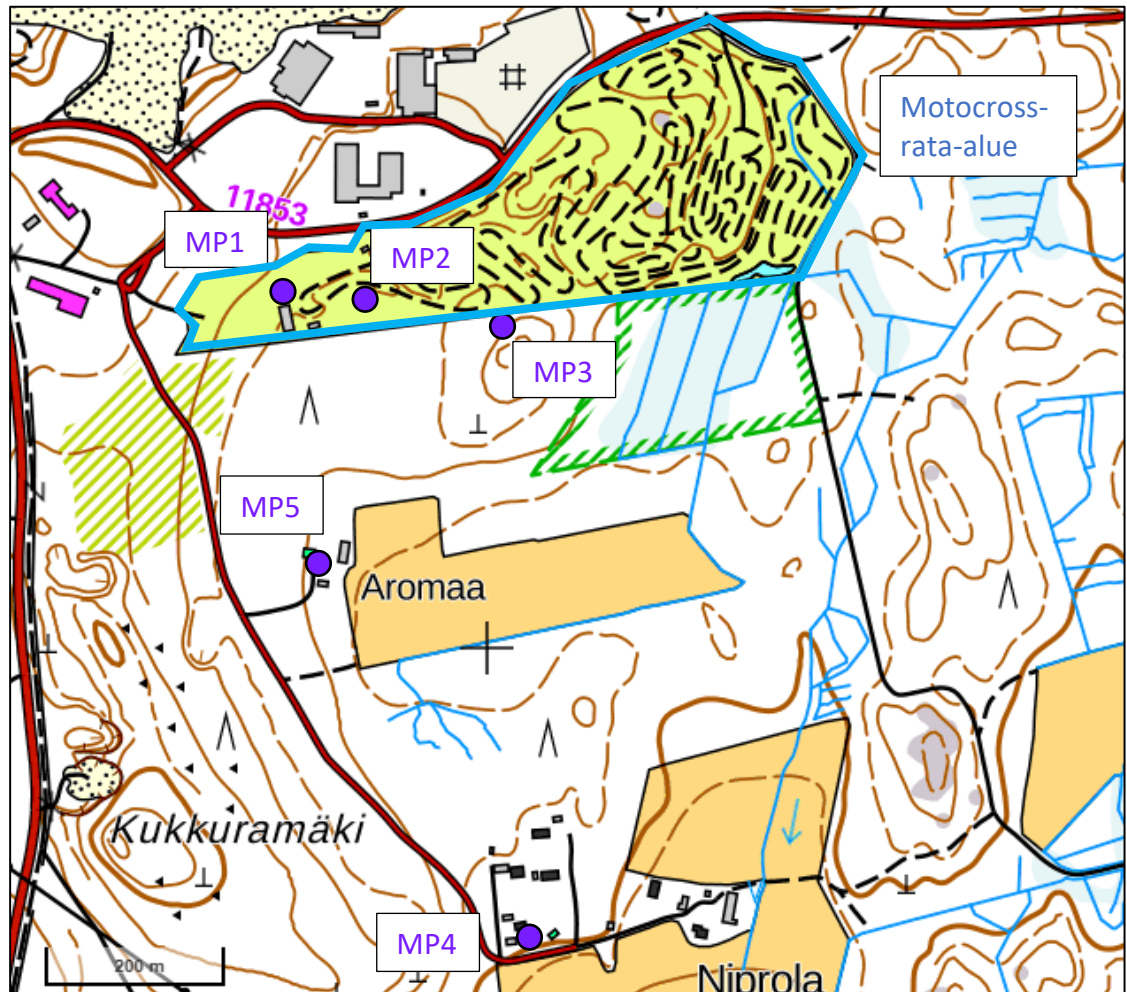 Motocross-
rata-alue
11853
MP1
MP2
MP3
MP5
Aromaa
Kukkuramäki
MP4
200 m
Niprola